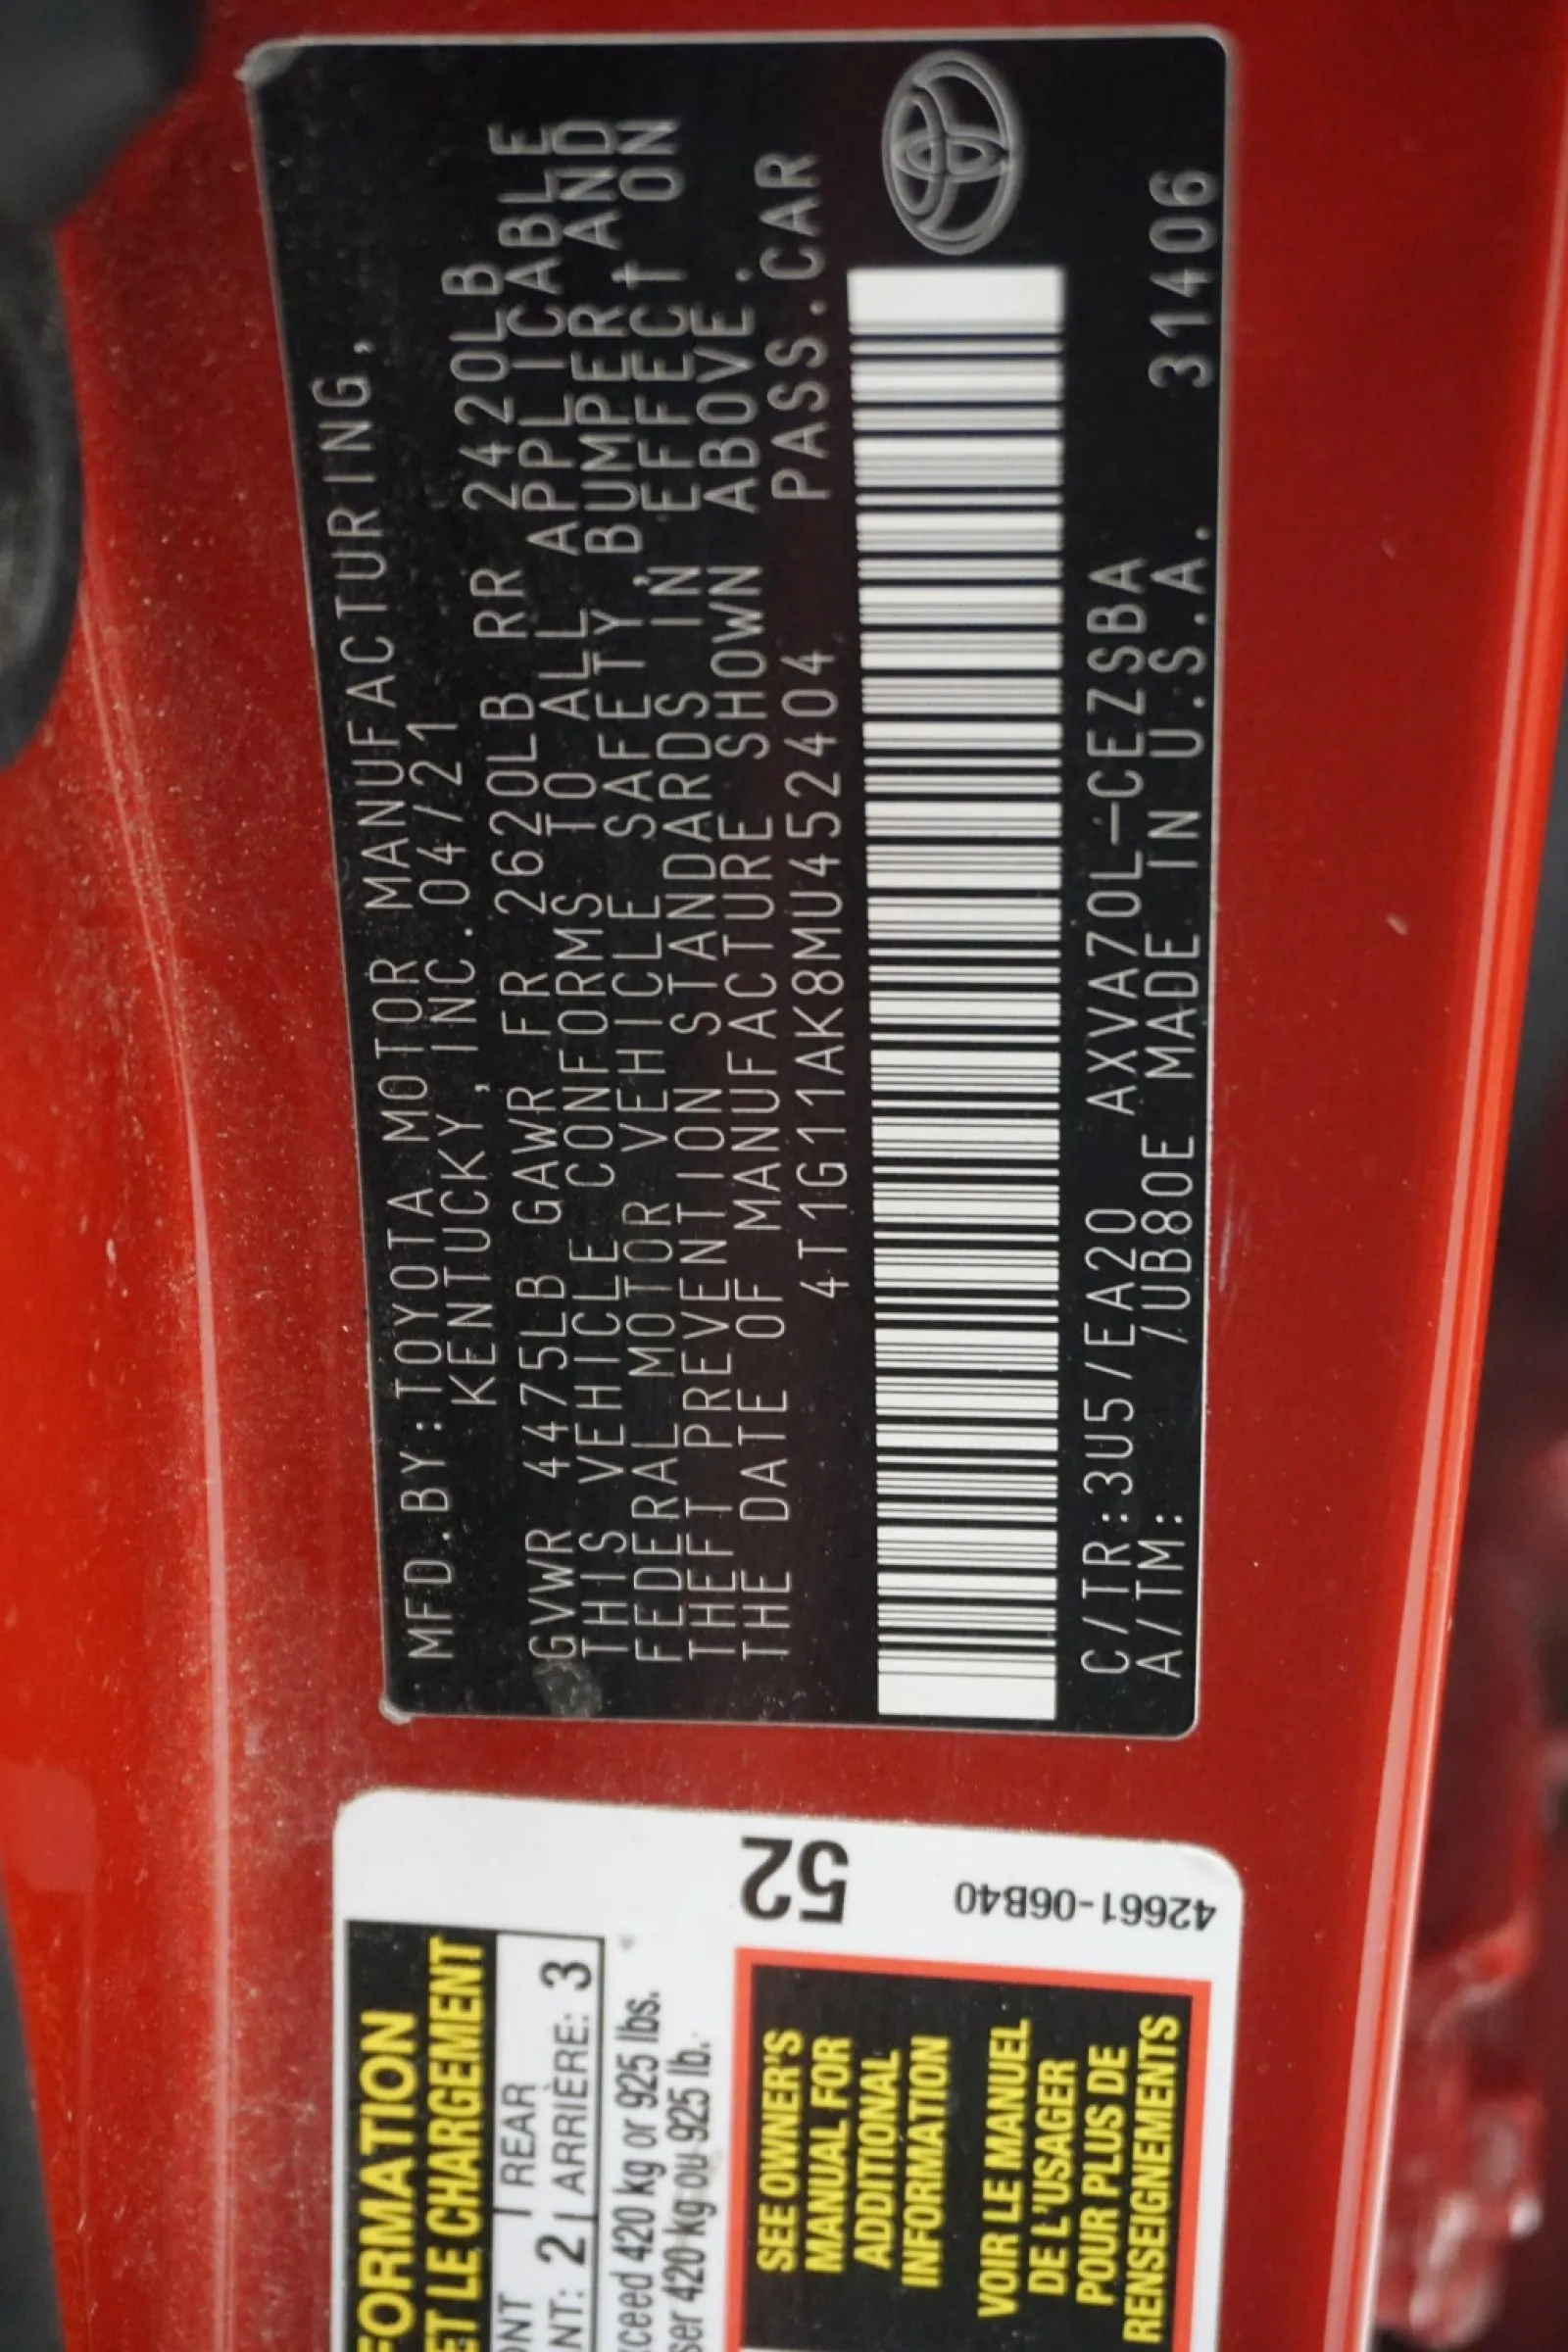 MFD.BY:TOYOTA MOTOR MANUFACTURING,
KENTUCKY, INC.04/21
GVWR 4475LB GAWR FR 2620LB RR 2420LB
THIS VEHICLE CONFORMS TO ALL APPLICABLE
FEDERAL MOTOR VEHICLE SAFETY, BUMPER AND
THEFT PREVENTION STANDARDS IN EFFECT ON
THE DATE OF MANUFACTURE SHOWN ABOVE.
4T1G11AK8MU452404 PASS.CAR
C/TR:3U5/EA20 AXVA70L-CEZSBA
A/TM: /UB80E MADE IN U.S.A. 31406
ET LE CHARGEMENT
REAR
2 ARRIÈRE: 3
420 kg or 925 lbs.
420 kg ou 925 lb.
52
42661-06B40
SEE OWNER'S
MANUAL FOR
ADDITIONAL
INFORMATION
VOIR LE MANUEL
DE L'USAGER
POUR PLUS DE
RENSEIGNEMENTS